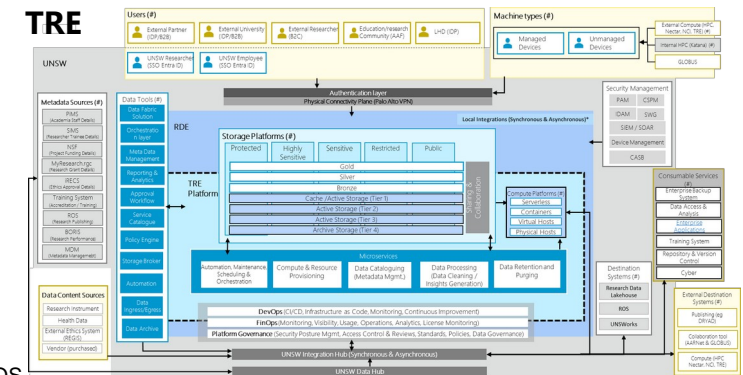 TRE
Users (#)
External Partner
(IDP/B2B)
External University
(IDP/B2B)
External Researcher
(B2C)
Education/research
Community (AAF)
LHD (IDP)
UNSW Researcher
(SSO Entra ID)
UNSW Employee
(SSO Entra ID)
Machine types (#)
Managed
Devices
Unmanaged
Devices
External Compute (HPC,
Nectar, NCI, TRE) (#)
Internal HPC (Katana) (#)
GLOBUS
UNSW
Authentication layer
Physical Connectivity Plane (Palo Alto VPN)
Metadata Sources (#)
PIMS
(Academia Staff Details)
SIMS
(Researcher Trainee Details)
NSF
(Project Funding Details)
MyResearch.rgc
(Research Grant Details)
IRECS
(Ethics Approval Details)
Training System
(Accreditation / Training)
ROS
(Research Publishing)
BORIS
(Research Performance)
MDM
(Metadata Management)
Data Content Sources
Research Instrument
Health Data
External Ethics System
(REGIS)
Vendor (purchased)
Data Tools (#)
Data Fabric
Solution
Orchestratio
n layer
Meta Data
Management
Reporting &
Analytics
Approval
Workflow
Service
Catalogue
Policy Engine
Storage Broker
Automation
Data
Ingress/Egress
Data Archive
RDE
Local Integrations (Synchronous & Asynchronous)*
Storage Platforms (#)
Protected
Highly
Sensitive
Sensitive
Restricted
Public
Gold
Silver
Bronze
Cache /Active Storage (Tier 1)
Active Storage (Tier 2)
Active Storage (Tier 3)
Archive Storage (Tier 4)
Sharing &
Collaboration
TRE
Platform
Compute Platforms (#)
Serverless
Containers
Virtual Hosts
Physical Hosts
Microservices
Automation, Maintenance,
Scheduling &
Orchestration
Compute & Resource
Provisioning
Data Cataloguing
(Metadata Mgmt.)
Data Processing
(Data Cleaning /
Insights Generation)
Data Retention and
Purging
DevOps (CI/CD, Infrastructure as Code, Monitoring, Continuous Improvement)
FinOps (Monitoring, Visibility, Usage, Operations, Analytics, License Monitoring)
Platform Governance (Security Posture Mgmt, Access Control & Reviews, Standards, Policies, Data Governance)
UNSW Integration Hub (Synchronous & Asynchronous)
UNSW Data Hub
Security Management
PAM
CSPM
IDAM
SWG
SIEM / SOAR
Device Management
CASB
Consumable Services
(#)
Enterprise Backup
System
Data Access &
Analysis
Enterprise
Applications
Training System
Repository & Version
Control
Cyber
Destination
Systems (#)
Research Data
Lakehouse
ROS
UNSWorks
External Destination
Systems (#)
Publishing (eg
DRYAD)
Collaboration tool
(AARNet & GLOBUS)
Compute (HPC,
Nectar, NCI, TRE)